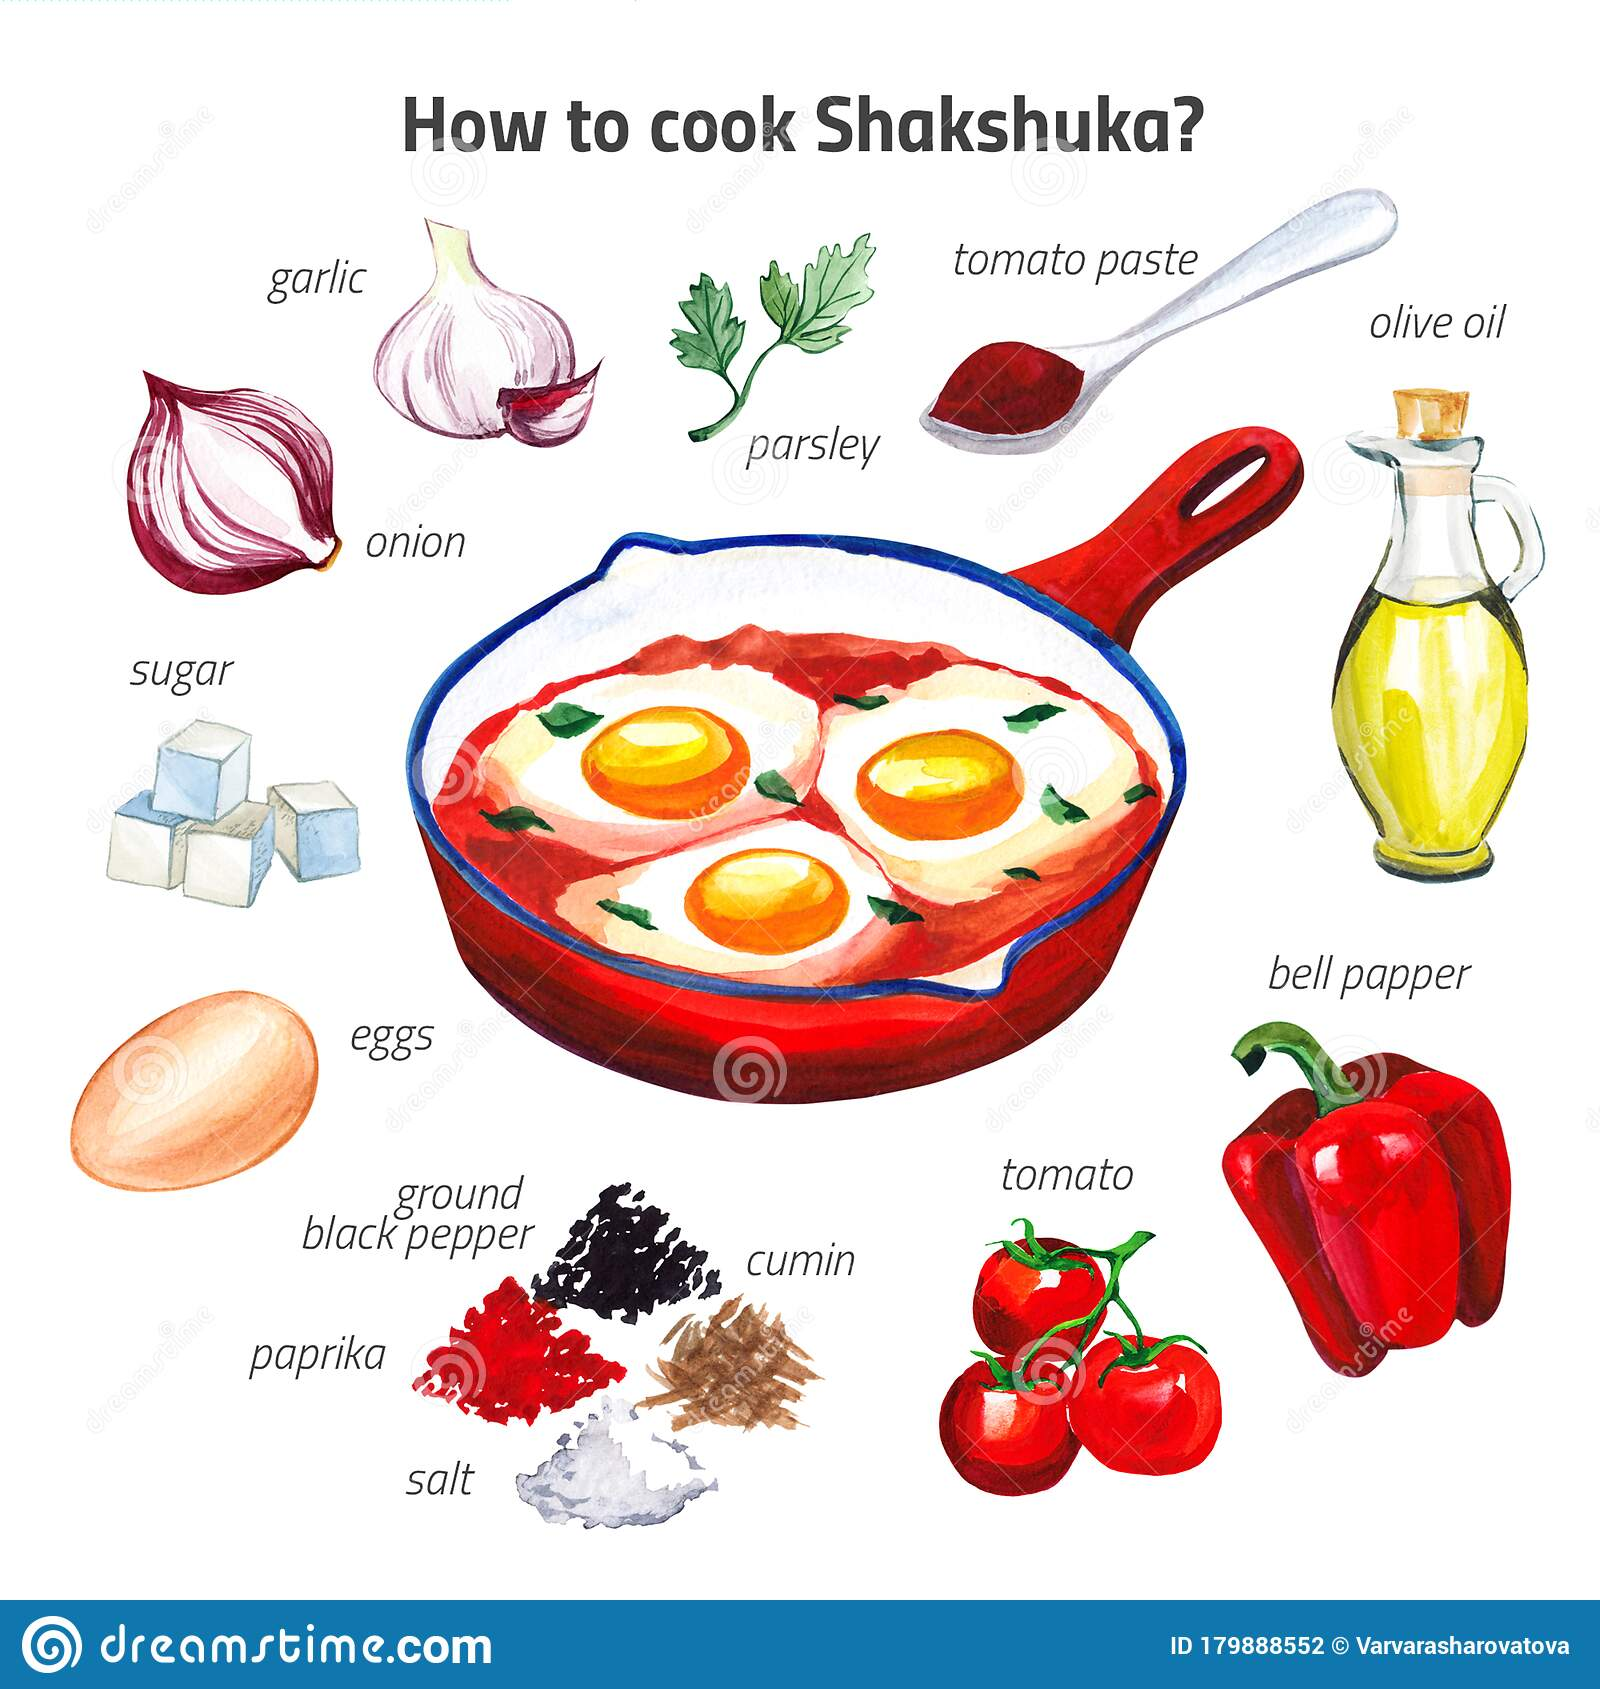 How to cook Shakshuka?
garlic
parsley
tomato paste
olive oil
onion
sugar
eggs
bell papper
ground
black pepper
cumin
paprika
salt
tomato
dreamstime.com
ID 179888552 © Varvarasharovatova